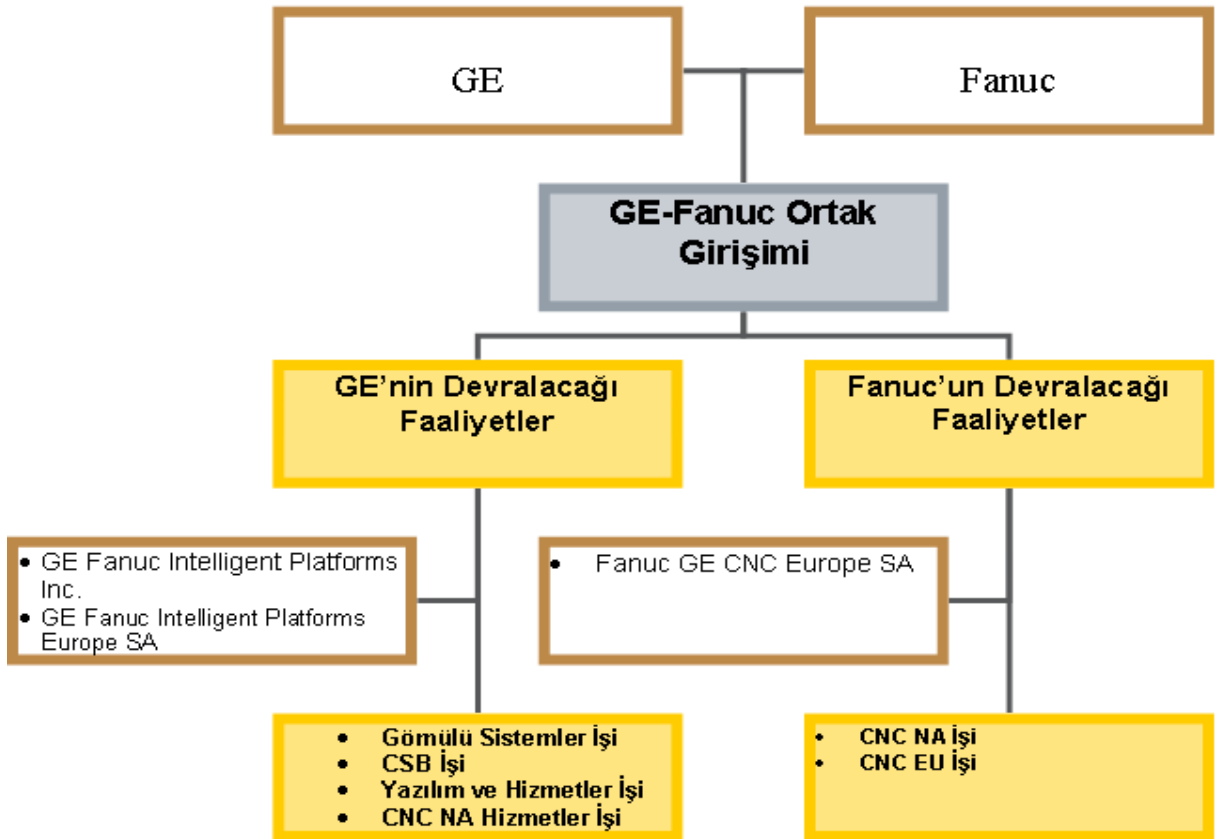 GE
Fanuc
GE-Fanuc Ortak
Girişimi
GE’nin Devralacağı
Faaliyetler
Fanuc’un Devralacağı
Faaliyetler
• GE Fanuc Intelligent Platforms
Inc.
• GE Fanuc Intelligent Platforms
Europe SA
• Fanuc GE CNC Europe SA
• Gömülü Sistemler İşi
• CSB İşi
• Yazılım ve Hizmetler İşi
• CNC NA Hizmetler İşi
• CNC NA İşi
• CNC EU İşi